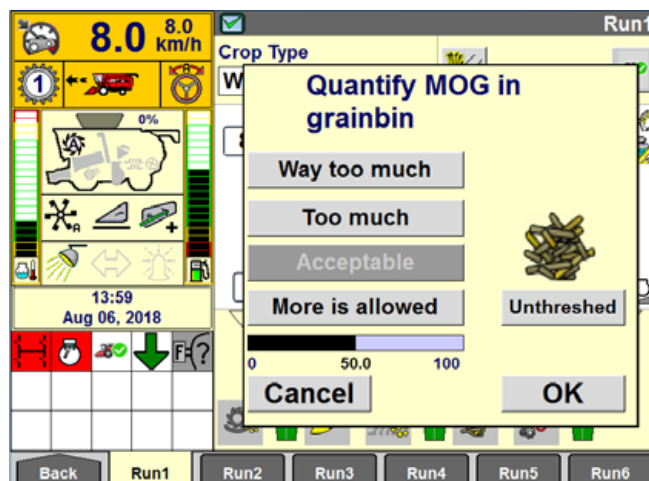 8.0
8.0
km/h
Run1
Crop Type
W
1
0%
A
A
+
13:59
Aug 06, 2018
F ?
Quantify MOG in
grainbin
Way too much
Too much
Acceptable
More is allowed
Unthreshed
0 50.0 100
Cancel OK
Back Run1 Run2 Run3 Run4 Run5 Run6